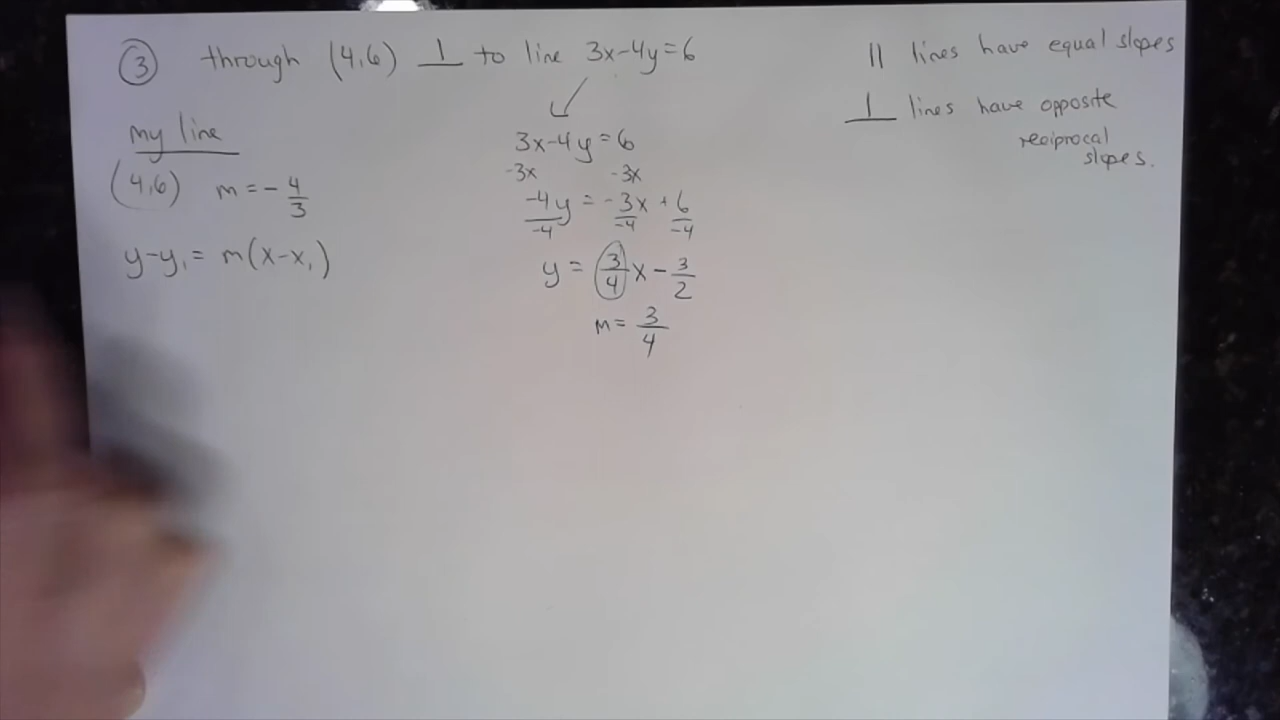 ③ through (4,6) ⊥ to line 3x-4y=6
my line
(4,6) m = -4/3
y-y₁ = m(x-x₁)
3x-4y=6
-3x -3x
-4y/-4 = -3x/-4 + 6/-4
y = 3/4 x - 3/2
m = 3/4
|| lines have equal slopes
⊥ lines have opposite
reciprocal
slopes.